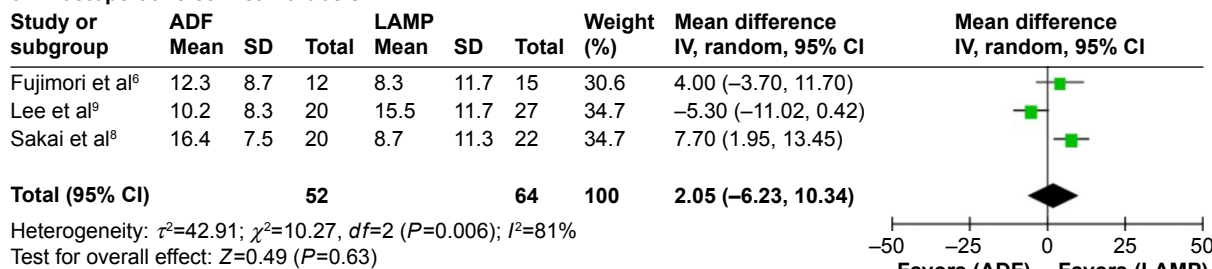 Study or ADF LAMP Weight Mean difference Mean difference
subgroup Mean SD Total Mean SD Total (%) IV, random, 95% CI IV, random, 95% CI
Fujimori et al⁶ 12.3 8.7 12 8.3 11.7 15 30.6 4.00 (–3.70, 11.70)
Lee et al⁹ 10.2 8.3 20 15.5 11.7 27 34.7 –5.30 (–11.02, 0.42)
Sakai et al⁸ 16.4 7.5 20 8.7 11.3 22 34.7 7.70 (1.95, 13.45)
Total (95% CI) 52 64 100 2.05 (–6.23, 10.34)
Heterogeneity: τ²=42.91; χ²=10.27, df=2 (P=0.006); I²=81%
Test for overall effect: Z=0.49 (P=0.63)
–50 –25 0 25 50
Favors (ADF) Favors (LAMP)